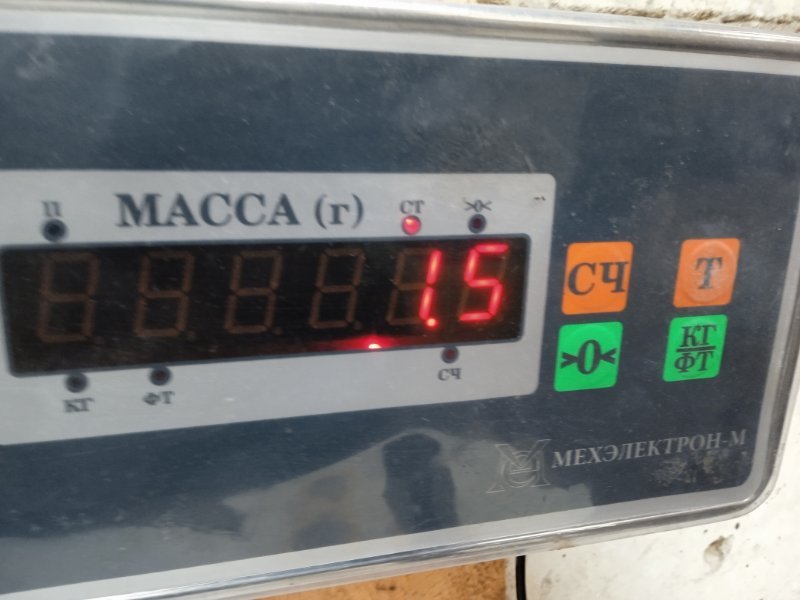 П МАССА (г) СТ >0<
1.5
КГ ФТ СЧ
СЧ Т
>0< КГ/ФТ
МЕХЭЛЕКТРОН-М